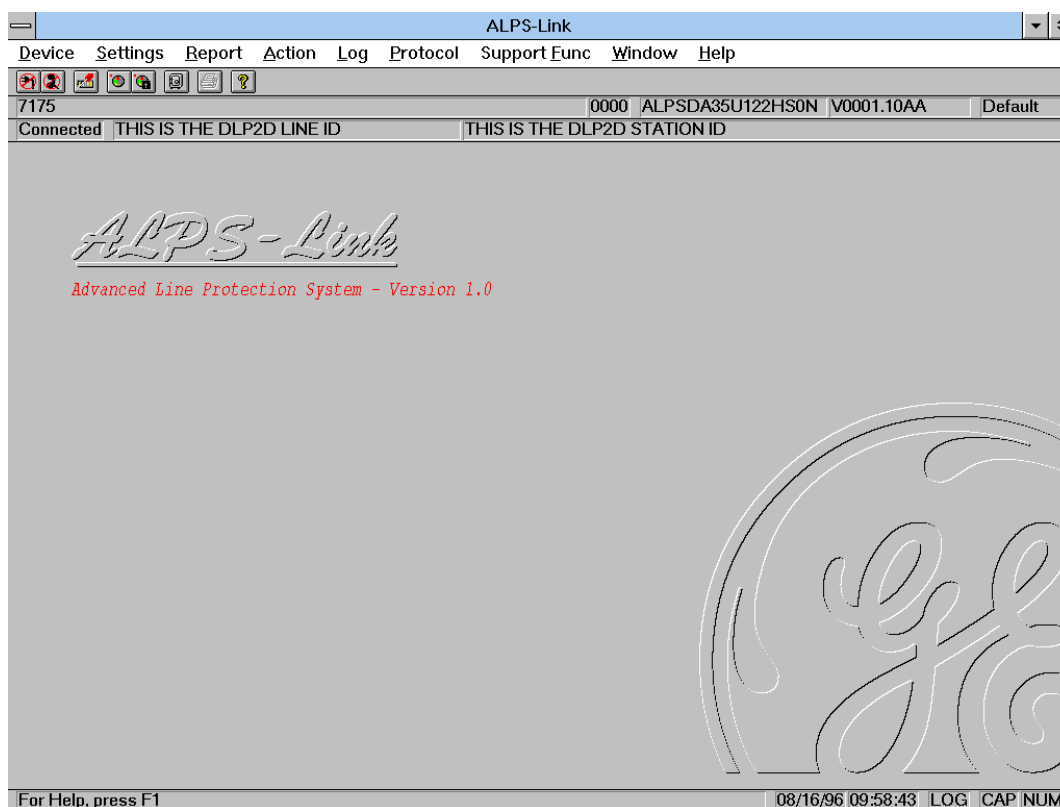 ALPS-Link
Device Settings Report Action Log Protocol Support Func Window Help
7175 0000 ALPSDA35U122HS0N V0001.10AA Default
Connected THIS IS THE DLP2D LINE ID THIS IS THE DLP2D STATION ID
ALPS-Link
Advanced Line Protection System - Version 1.0
GE
For Help, press F1 08/16/96 09:58:43 LOG CAP NUM